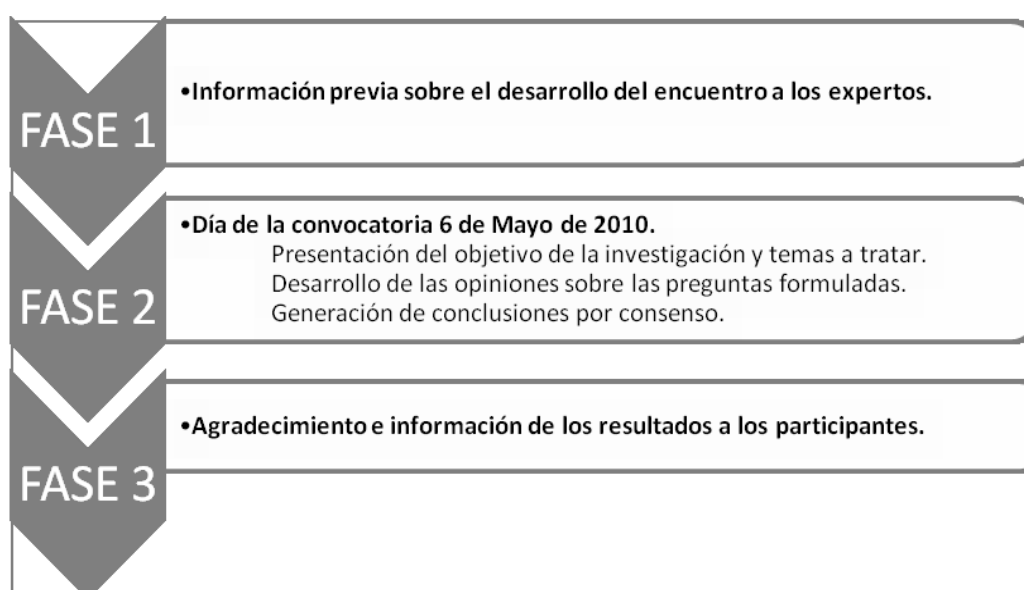 FASE 1
•Información previa sobre el desarrollo del encuentro a los expertos.
FASE 2
•Día de la convocatoria 6 de Mayo de 2010.
Presentación del objetivo de la investigación y temas a tratar.
Desarrollo de las opiniones sobre las preguntas formuladas.
Generación de conclusiones por consenso.
FASE 3
•Agradecimiento e información de los resultados a los participantes.